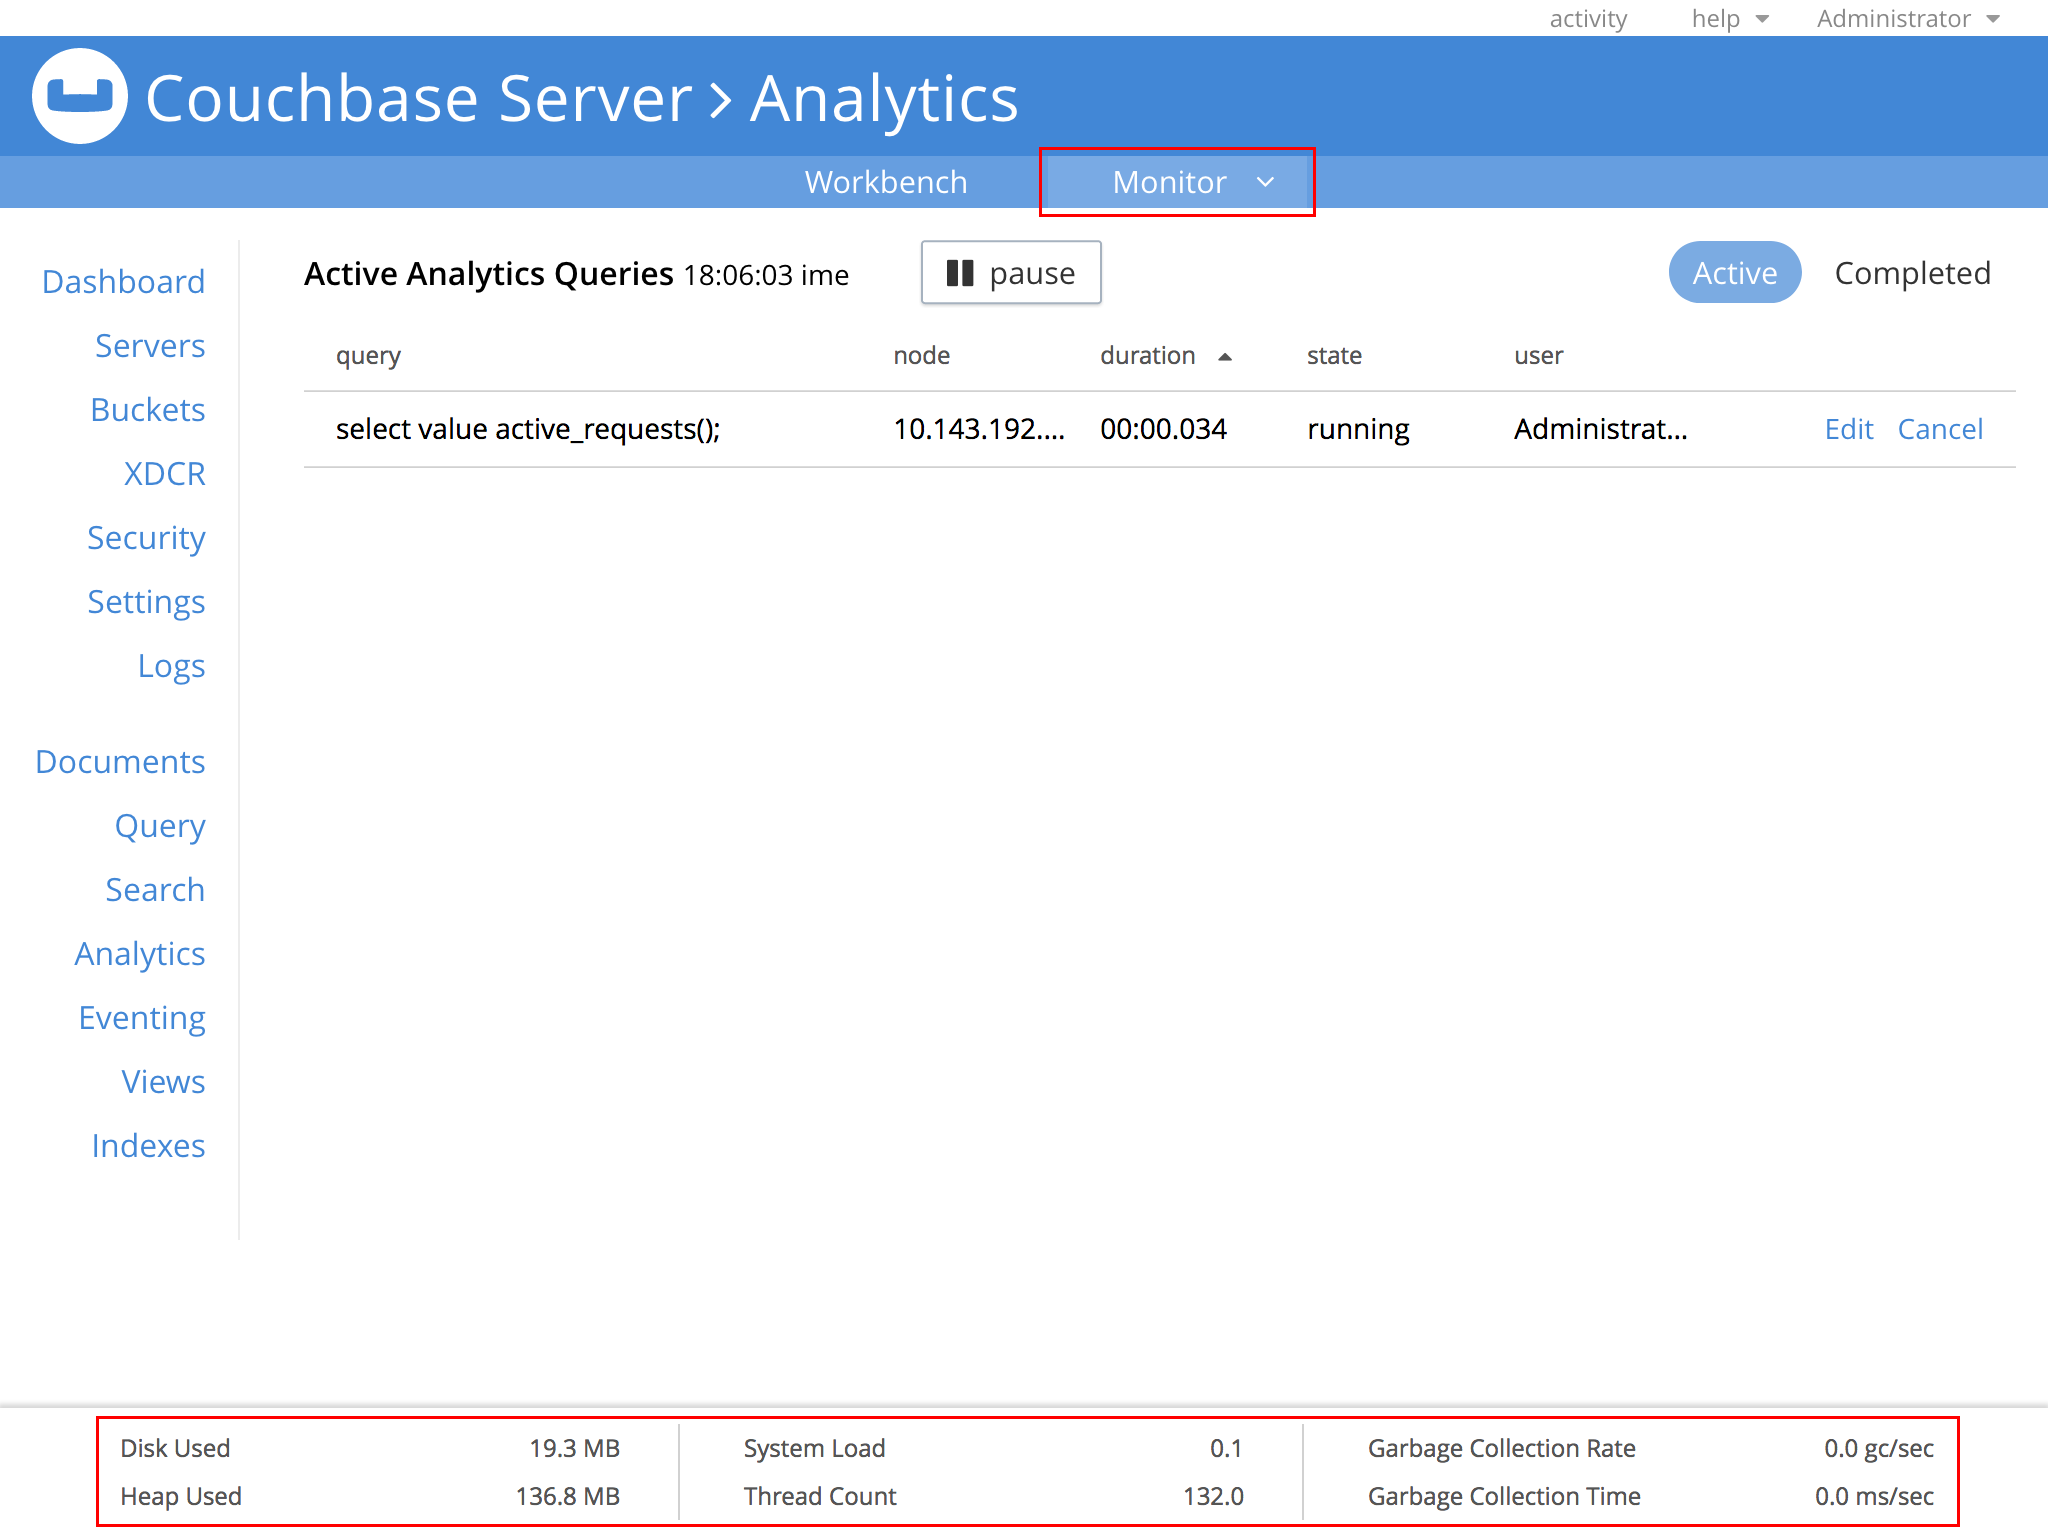 activity help Administrator
Couchbase Server > Analytics
Workbench Monitor
Dashboard
Servers
Buckets
XDCR
Security
Settings
Logs
Documents
Query
Search
Analytics
Eventing
Views
Indexes
Active Analytics Queries 18:06:03 ime pause Active Completed
query node duration state user
select value active_requests(); 10.143.192.... 00:00.034 running Administrat... Edit Cancel
Disk Used 19.3 MB System Load 0.1 Garbage Collection Rate 0.0 gc/sec
Heap Used 136.8 MB Thread Count 132.0 Garbage Collection Time 0.0 ms/sec